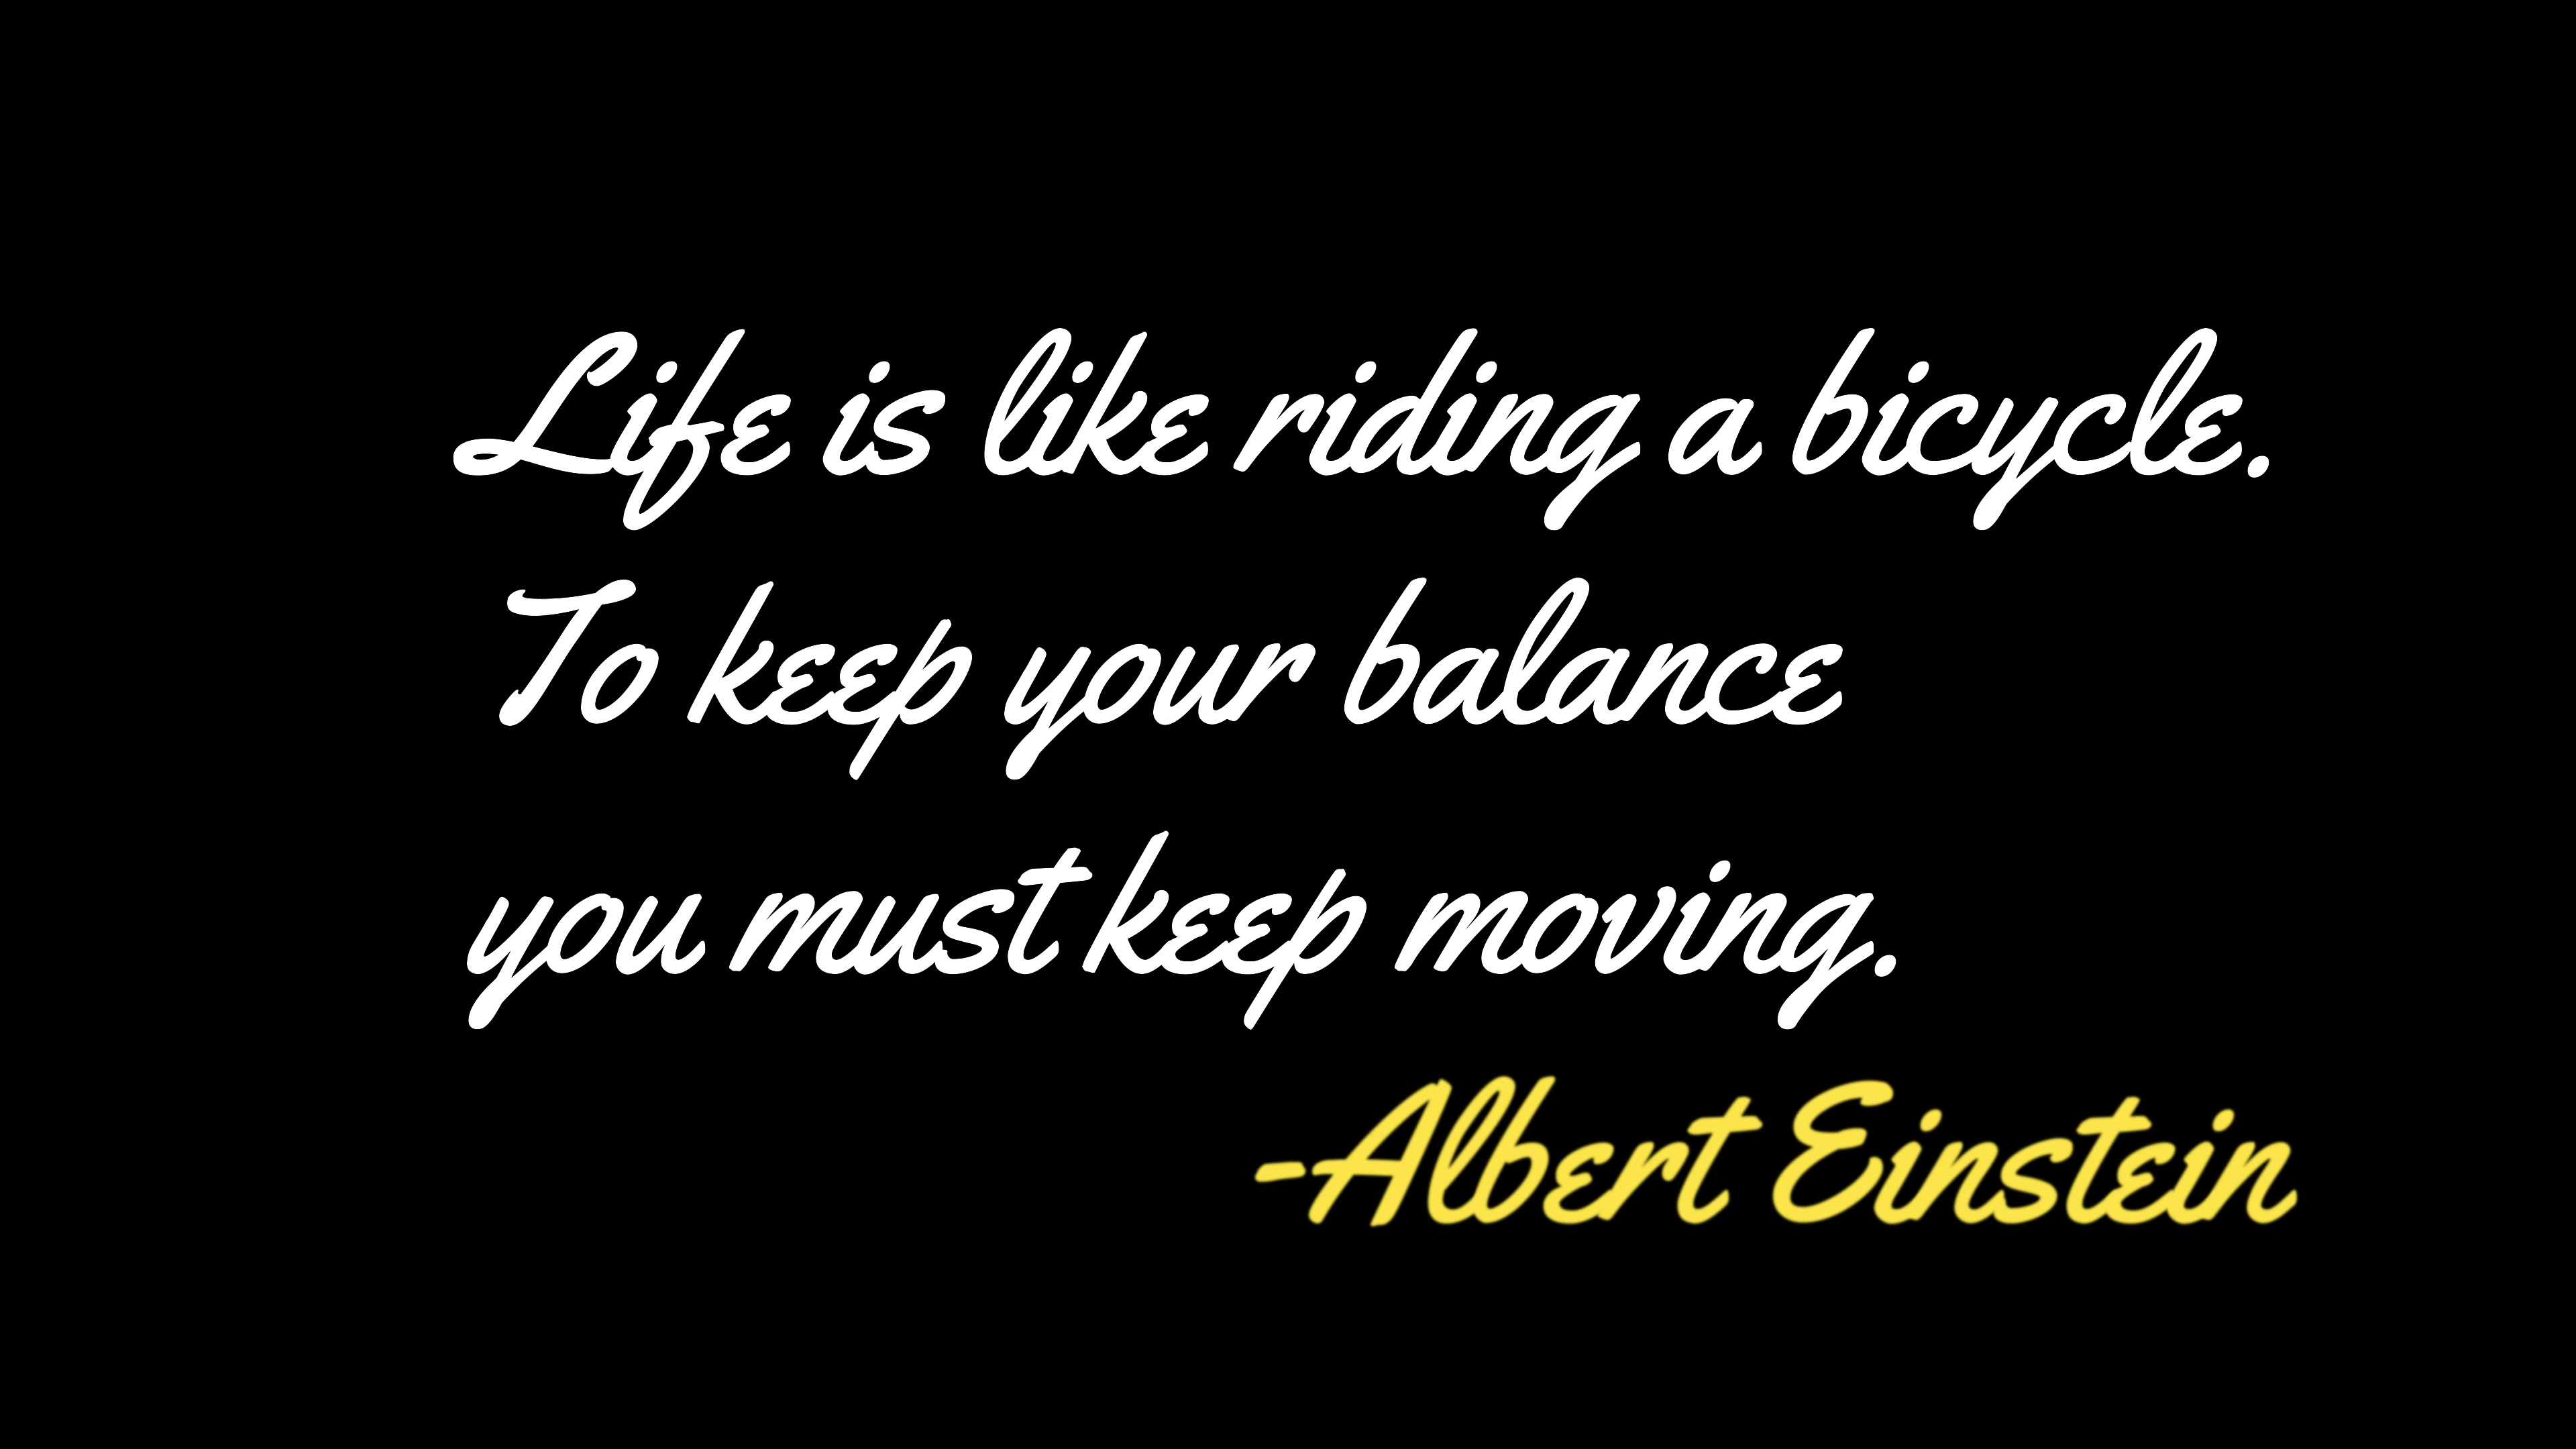 Life is like riding a bicycle.
To keep your balance
you must keep moving.
-Albert Einstein